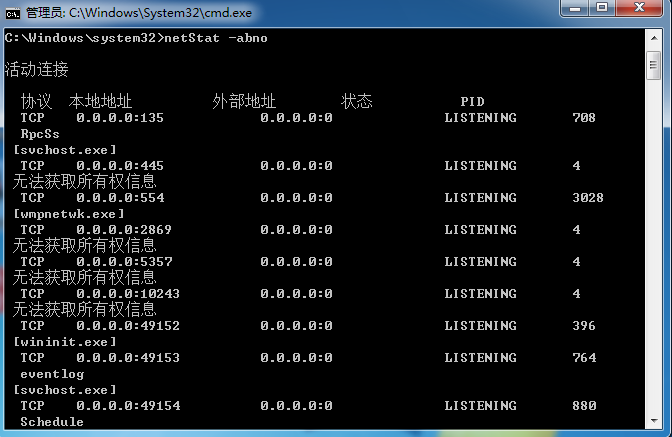 管理员: C:\Windows\System32\cmd.exe
C:\Windows\system32>netStat -abno
活动连接
协议 本地地址 外部地址 状态 PID
TCP 0.0.0.0:135 0.0.0.0:0 LISTENING 708
RpcSs
[svchost.exe]
TCP 0.0.0.0:445 0.0.0.0:0 LISTENING 4
无法获取所有权信息
TCP 0.0.0.0:554 0.0.0.0:0 LISTENING 3028
[wmpnetwk.exe]
TCP 0.0.0.0:2869 0.0.0.0:0 LISTENING 4
无法获取所有权信息
TCP 0.0.0.0:5357 0.0.0.0:0 LISTENING 4
无法获取所有权信息
TCP 0.0.0.0:10243 0.0.0.0:0 LISTENING 4
无法获取所有权信息
TCP 0.0.0.0:49152 0.0.0.0:0 LISTENING 396
[wininit.exe]
TCP 0.0.0.0:49153 0.0.0.0:0 LISTENING 764
eventlog
[svchost.exe]
TCP 0.0.0.0:49154 0.0.0.0:0 LISTENING 880
Schedule